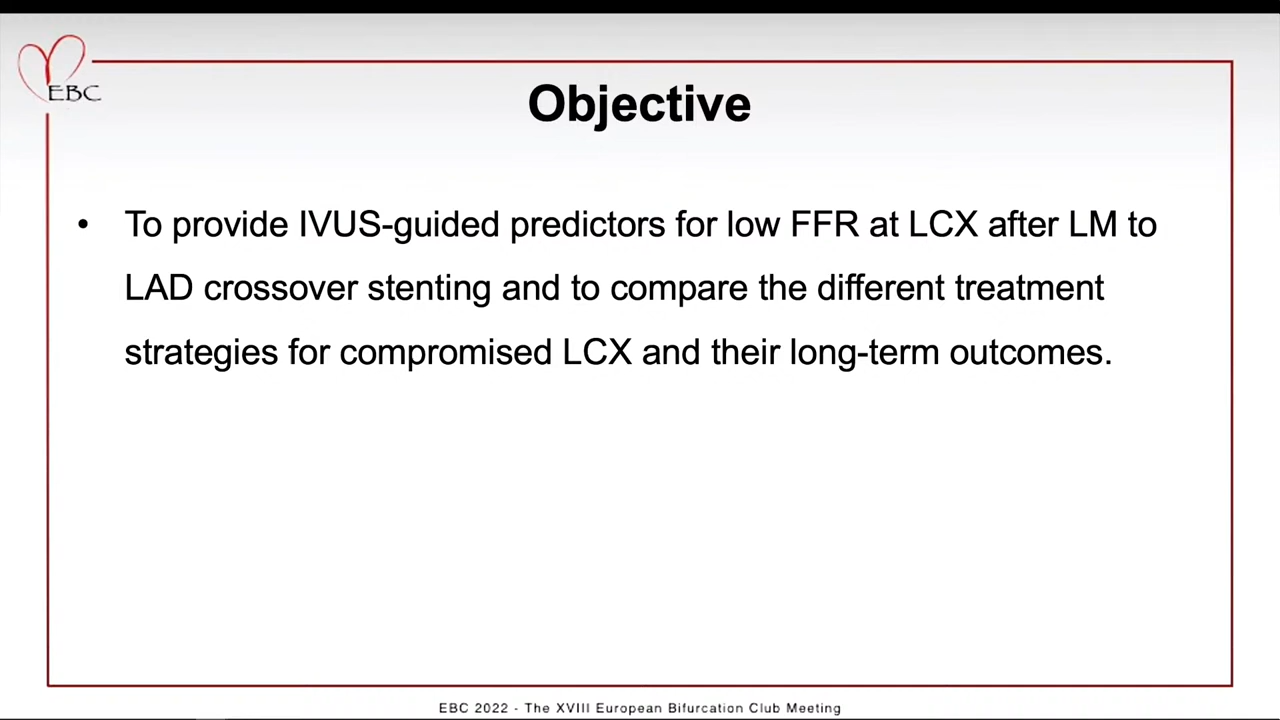 EBC
Objective
• To provide IVUS-guided predictors for low FFR at LCX after LM to
LAD crossover stenting and to compare the different treatment
strategies for compromised LCX and their long-term outcomes.
EBC 2022 - The XVIII European Bifurcation Club Meeting